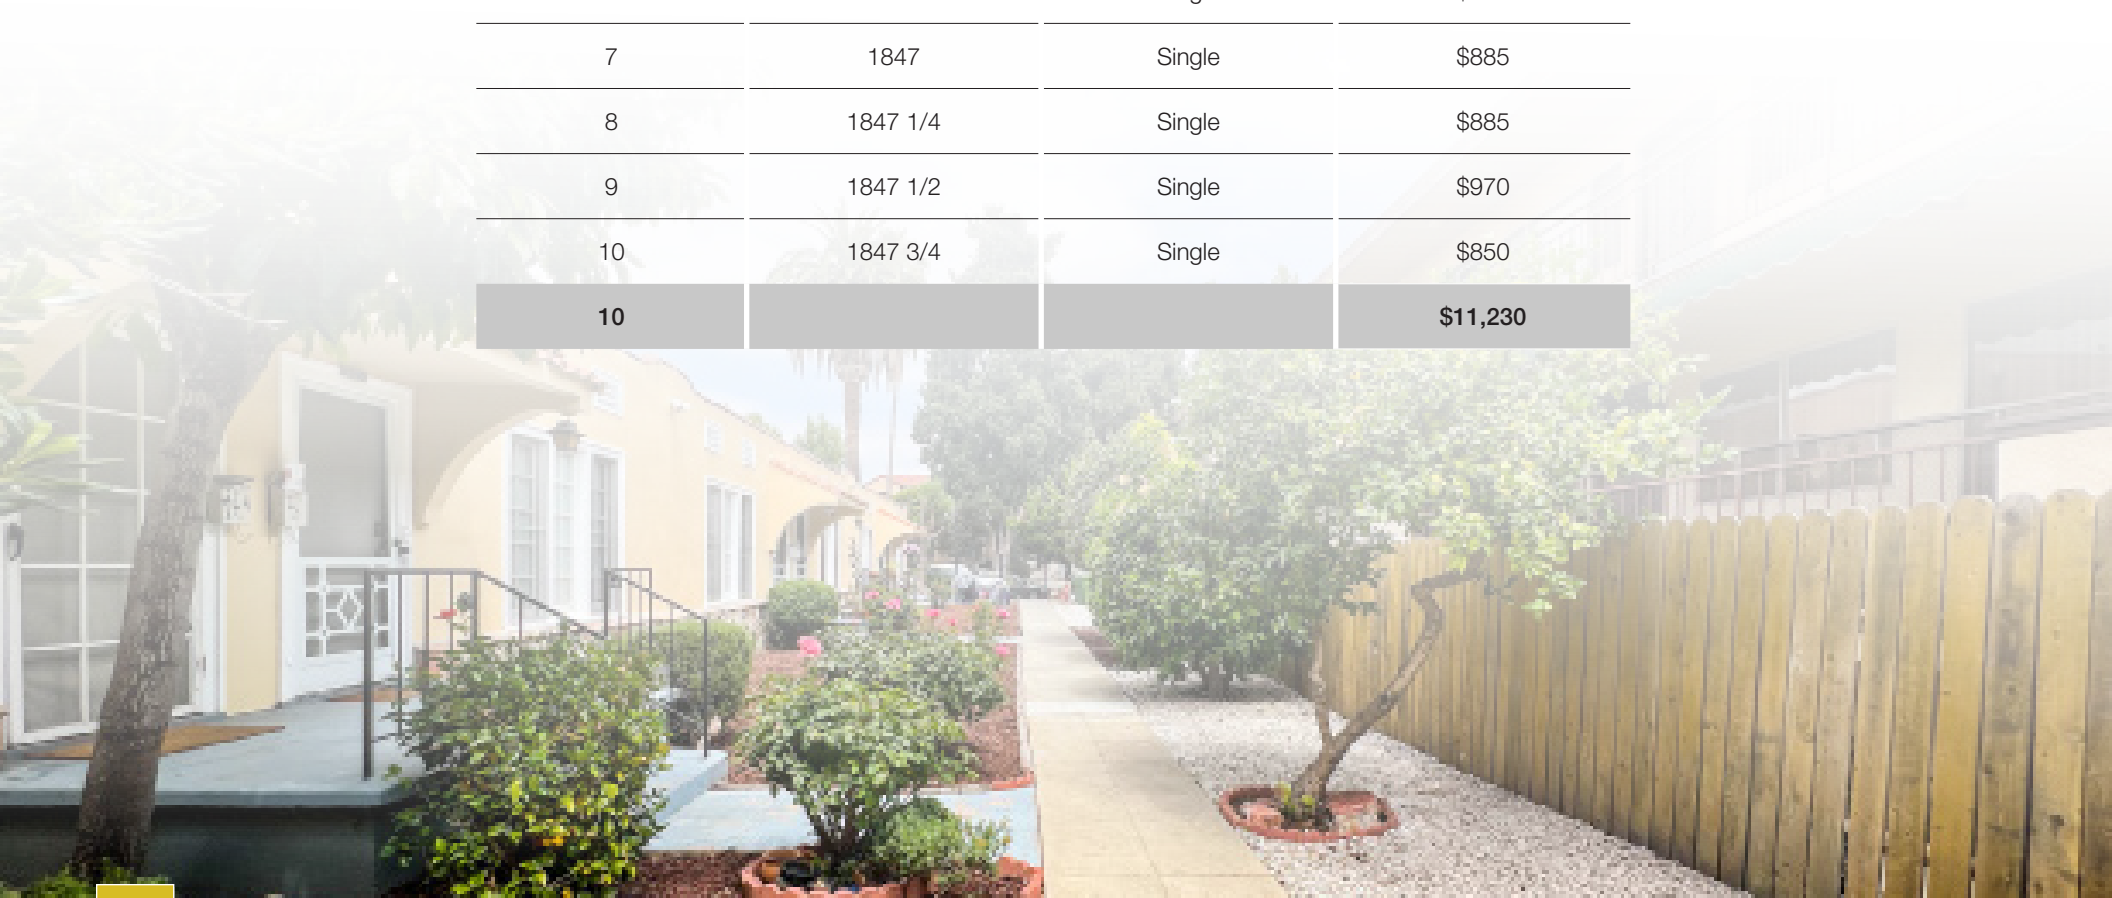 7 1847 Single $885
8 1847 1/4 Single $885
9 1847 1/2 Single $970
10 1847 3/4 Single $850
10 $11,230